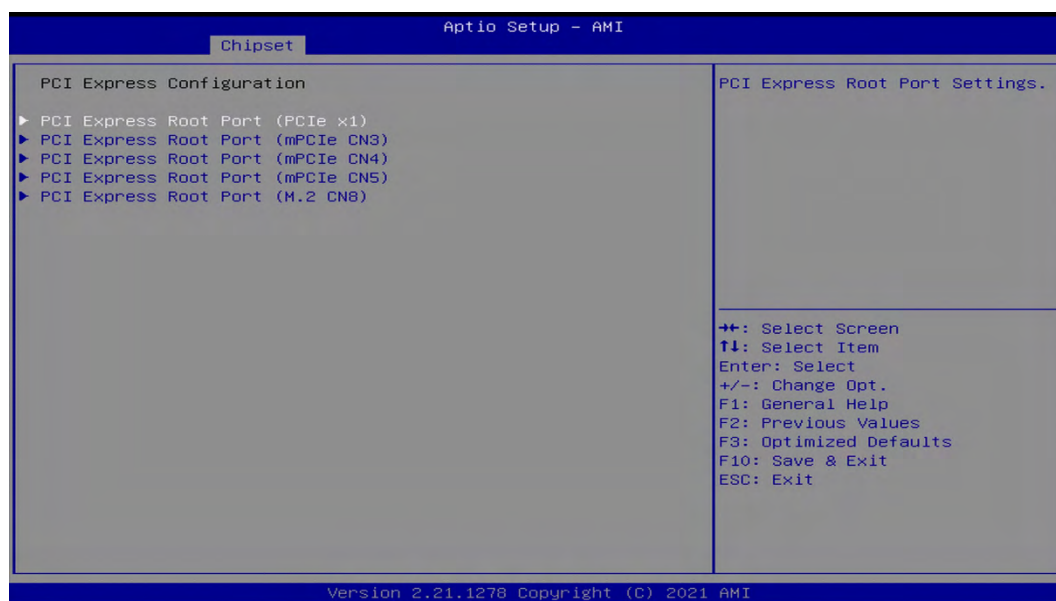 Aptio Setup – AMI
Chipset
PCI Express Configuration
► PCI Express Root Port (PCIe x1)
► PCI Express Root Port (mPCIe CN3)
► PCI Express Root Port (mPCIe CN4)
► PCI Express Root Port (mPCIe CN5)
► PCI Express Root Port (M.2 CN8)
PCI Express Root Port Settings.
→←: Select Screen
↑↓: Select Item
Enter: Select
+/-: Change Opt.
F1: General Help
F2: Previous Values
F3: Optimized Defaults
F10: Save & Exit
ESC: Exit
Version 2.21.1278 Copyright (C) 2021 AMI